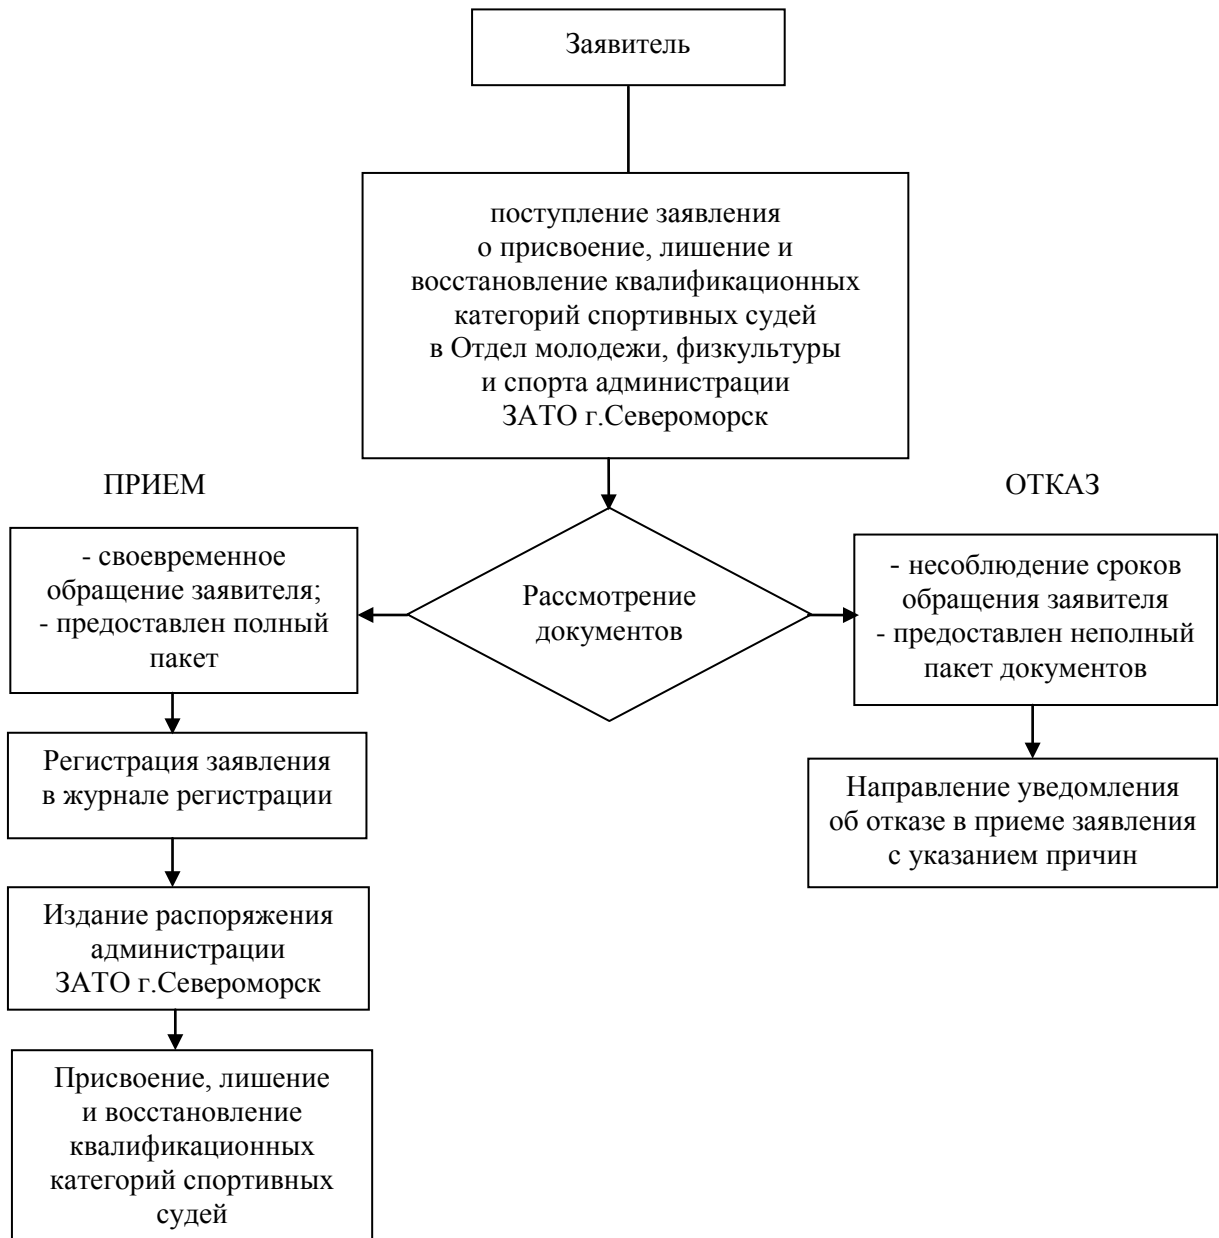 Заявитель
поступление заявления
о присвоение, лишение и
восстановление квалификационных
категорий спортивных судей
в Отдел молодежи, физкультуры
и спорта администрации
ЗАТО г.Североморск
ПРИЕМ
ОТКАЗ
- своевременное
обращение заявителя;
- предоставлен полный
пакет
Рассмотрение
документов
- несоблюдение сроков
обращения заявителя
- предоставлен неполный
пакет документов
Регистрация заявления
в журнале регистрации
Направление уведомления
об отказе в приеме заявления
с указанием причин
Издание распоряжения
администрации
ЗАТО г.Североморск
Присвоение, лишение
и восстановление
квалификационных
категорий спортивных
судей